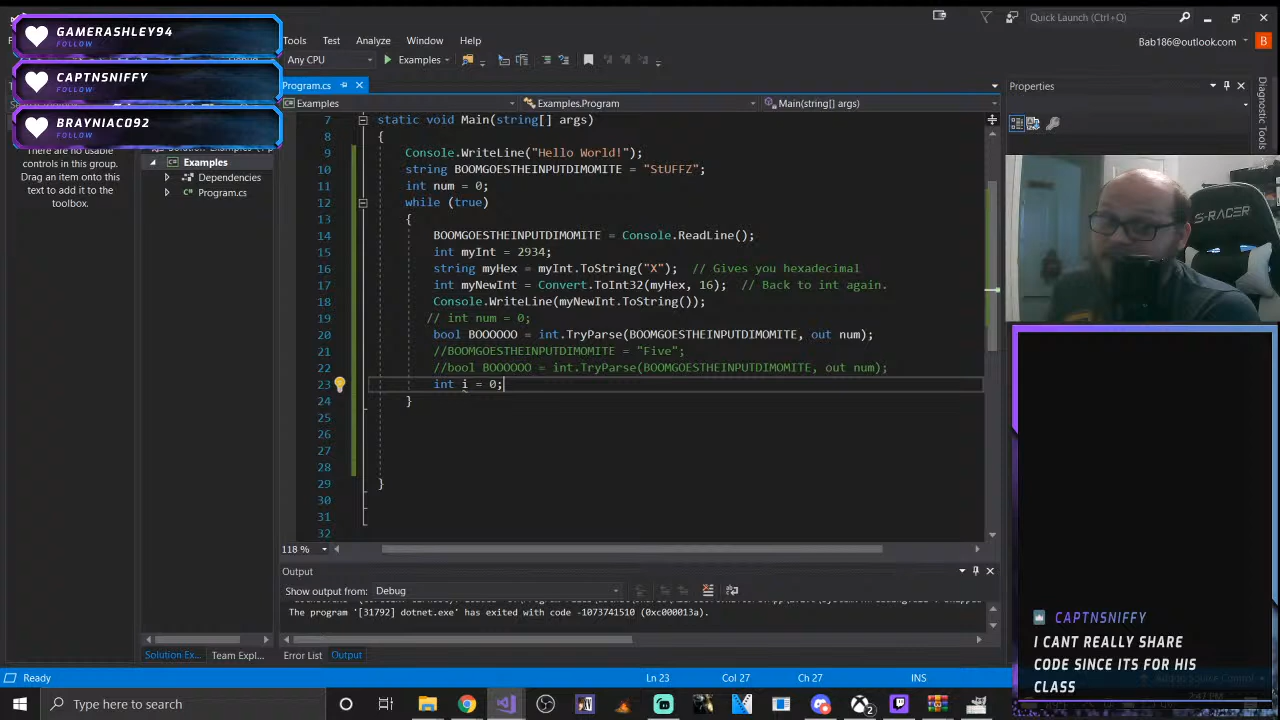 GAMERASHLEY94
FOLLOW
CAPTNSNIFFY
FOLLOW
BRAYNIAC092
FOLLOW
Tools Test Analyze Window Help
Quick Launch (Ctrl+Q)
Bab186@outlook.com B
Any CPU Examples
Program.cs
Examples Examples.Program Main(string[] args)
Properties
Diagnostic Tools
There are no usable
controls in this group.
Drag an item onto this
text to add it to the
toolbox.
Examples
Dependencies
Program.cs
7 static void Main(string[] args)
8 {
9 Console.WriteLine("Hello World!");
10 string BOOMGOESTHEINPUTDIMOMITE = "StUFFZ";
11 int num = 0;
12 while (true)
13 {
14 BOOMGOESTHEINPUTDIMOMITE = Console.ReadLine();
15 int myInt = 2934;
16 string myHex = myInt.ToString("X"); // Gives you hexadecimal
17 int myNewInt = Convert.ToInt32(myHex, 16); // Back to int again.
18 Console.WriteLine(myNewInt.ToString());
19 // int num = 0;
20 bool BOOOOOO = int.TryParse(BOOMGOESTHEINPUTDIMOMITE, out num);
21 //BOOMGOESTHEINPUTDIMOMITE = "Five";
22 //bool BOOOOOO = int.TryParse(BOOMGOESTHEINPUTDIMOMITE, out num);
23 int i = 0;
24 }
25
26
27
28
29 }
30
31
32
S-RACER
118 %
Output
Show output from: Debug
The program '[31792] dotnet.exe' has exited with code -1073741510 (0xc000013a).
Solution Ex... Team Expl... Error List Output
CAPTNSNIFFY
I CANT REALLY SHARE
CODE SINCE ITS FOR HIS
CLASS
Ready Ln 23 Col 27 Ch 27 INS
Type here to search